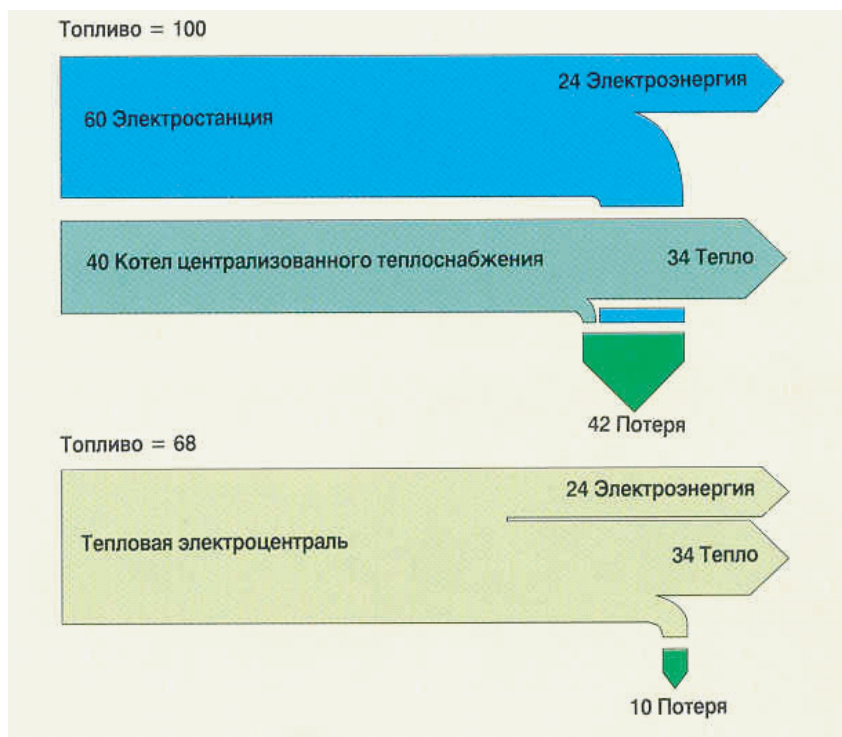 Топливо = 100
24 Электроэнергия
60 Электростанция
40 Котел централизованного теплоснабжения
34 Тепло
42 Потеря
Топливо = 68
24 Электроэнергия
Тепловая электроцентраль
34 Тепло
10 Потеря